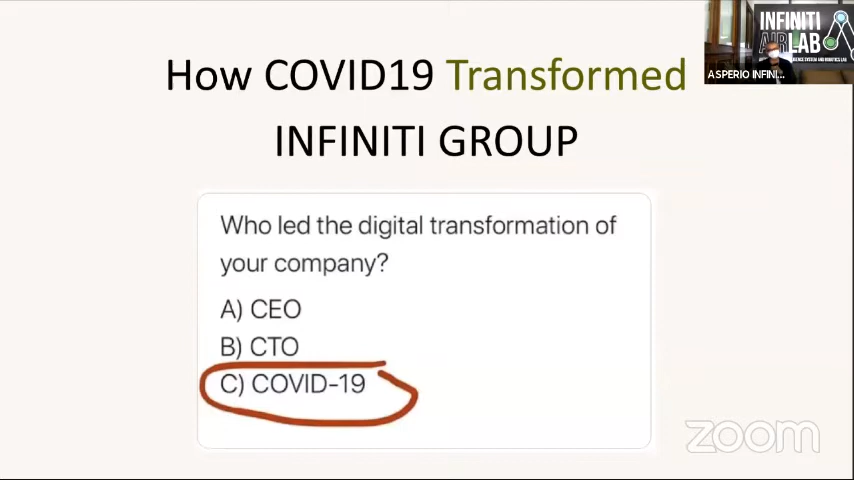 How COVID19 Transformed
INFINITI GROUP
Who led the digital transformation of
your company?
A) CEO
B) CTO
C) COVID-19
INFINITI
AIRLAB
ASPERIO INFINI...
zoom